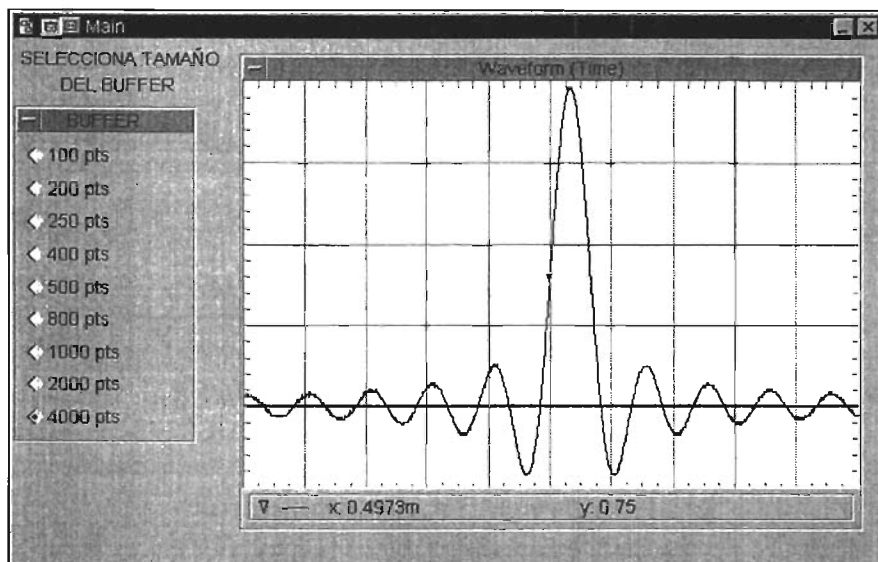 Main
SELECCIONA TAMAÑO
DEL BUFFER
BUFFER
100 pts
200 pts
250 pts
400 pts
500 pts
800 pts
1000 pts
2000 pts
4000 pts
Waveform (Time)
x: 0.4973m y: 0.75